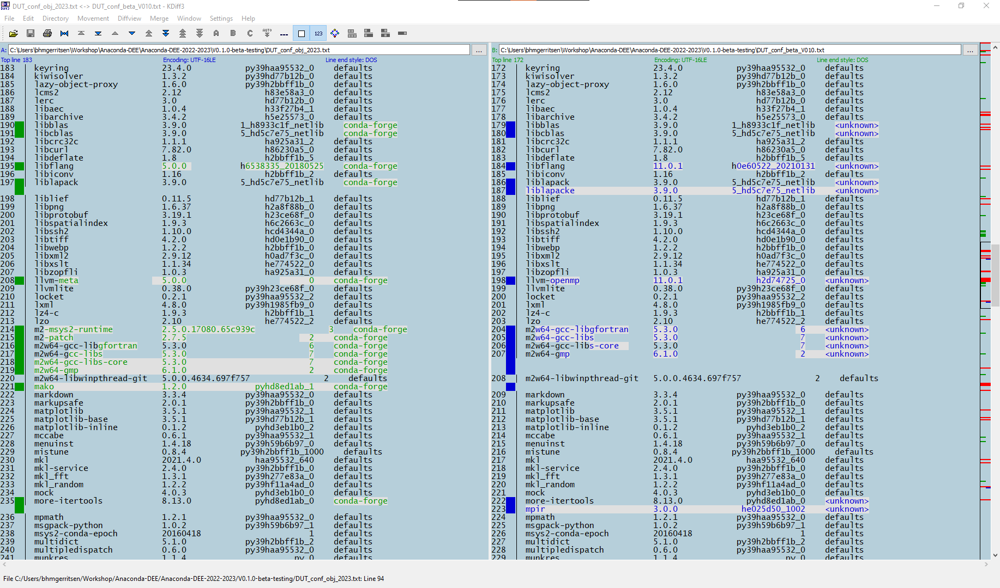 DUT_conf_obj_2023.txt <-> DUT_conf_beta_V010.txt - KDiff3
File Edit Directory Movement Diffview Merge Window Settings Help
A B C AUTO 123
A: C:\Users\bhmgerritsen\Workshop\Anaconda-DEE\Anaconda-DEE-2022-2023\V0.1.0-beta-testing\DUT_conf_obj_2023.txt ...
Top line 183 Encoding: UTF-16LE Line end style: DOS
183 keyring 23.4.0 py39haa95532_0 defaults
184 kiwisolver 1.3.2 py39hd77b12b_0 defaults
185 lazy-object-proxy 1.6.0 py39h2bbff1b_0 defaults
186 lcms2 2.12 h83e58a3_0 defaults
187 lerc 3.0 hd77b12b_0 defaults
188 libaec 1.0.4 h33f27b4_1 defaults
189 libarchive 3.4.2 h5e25573_0 defaults
190 libblas 3.9.0 1_h8933c1f_netlib conda-forge
191 libcblas 3.9.0 5_hd5c7e75_netlib conda-forge
192 libcrc32c 1.1.1 ha925a31_2 defaults
193 libcurl 7.82.0 h86230a5_0 defaults
194 libdeflate 1.8 h2bbff1b_5 defaults
195 libflang 5.0.0 h6538335_20180525 conda-forge
196 libiconv 1.16 h2bbff1b_2 defaults
197 liblapack 3.9.0 5_hd5c7e75_netlib conda-forge
198 liblief 0.11.5 hd77b12b_1 defaults
199 libpng 1.6.37 h2a8f88b_0 defaults
200 libprotobuf 3.19.1 h23ce68f_0 defaults
201 libspatialindex 1.9.3 h6c2663c_0 defaults
202 libssh2 1.10.0 hcd4344a_0 defaults
203 libtiff 4.2.0 hd0e1b90_0 defaults
204 libwebp 1.2.2 h2bbff1b_0 defaults
205 libxml2 2.9.12 h0ad7f3c_0 defaults
206 libxslt 1.1.34 he774522_0 defaults
207 libzopfli 1.0.3 ha925a31_0 defaults
208 llvm-meta 5.0.0 0 conda-forge
209 llvmlite 0.38.0 py39h23ce68f_0 defaults
210 locket 0.2.1 py39haa95532_2 defaults
211 lxml 4.8.0 py39h1985fb9_0 defaults
212 lz4-c 1.9.3 h2bbff1b_1 defaults
213 lzo 2.10 he774522_2 defaults
214 m2-msys2-runtime 2.5.0.17080.65c939c 3 conda-forge
215 m2-patch 2.7.5 2 conda-forge
216 m2w64-gcc-libgfortran 5.3.0 6 conda-forge
217 m2w64-gcc-libs 5.3.0 7 conda-forge
218 m2w64-gcc-libs-core 5.3.0 7 conda-forge
219 m2w64-gmp 6.1.0 2 conda-forge
220 m2w64-libwinpthread-git 5.0.0.4634.697f757 2 defaults
221 mako 1.2.0 pyhd8ed1ab_1 conda-forge
222 markdown 3.3.4 py39haa95532_0 defaults
223 markupsafe 2.0.1 py39h2bbff1b_0 defaults
224 matplotlib 3.5.1 py39haa95532_1 defaults
225 matplotlib-base 3.5.1 py39hd77b12b_1 defaults
226 matplotlib-inline 0.1.2 pyhd3eb1b0_2 defaults
227 mccabe 0.6.1 py39haa95532_1 defaults
228 menuinst 1.4.18 py39h59b6b97_0 defaults
229 mistune 0.8.4 py39h2bbff1b_1000 defaults
230 mkl 2021.4.0 haa95532_640 defaults
231 mkl-service 2.4.0 py39h2bbff1b_0 defaults
232 mkl_fft 1.3.1 py39h277e83a_0 defaults
233 mkl_random 1.2.2 py39hf11a4ad_0 defaults
234 mock 4.0.3 pyhd3eb1b0_0 defaults
235 more-itertools 8.13.0 pyhd8ed1ab_0 conda-forge
236 mpmath 1.2.1 py39haa95532_0 defaults
237 msgpack-python 1.0.2 py39h59b6b97_1 defaults
238 msys2-conda-epoch 20160418 1 defaults
239 multidict 5.1.0 py39h2bbff1b_2 defaults
240 multipledispatch 0.6.0 py39haa95532_0 defaults
241 munkres 1.1.4 py_0 defaults
B: C:\Users\bhmgerritsen\Workshop\Anaconda-DEE\Anaconda-DEE-2022-2023\V0.1.0-beta-testing\DUT_conf_beta_V010.txt ...
Top line 172 Encoding: UTF-16LE Line end style: DOS
172 keyring 23.4.0 py39haa95532_0 defaults
173 kiwisolver 1.3.2 py39hd77b12b_0 defaults
174 lazy-object-proxy 1.6.0 py39h2bbff1b_0 defaults
175 lcms2 2.12 h83e58a3_0 defaults
176 lerc 3.0 hd77b12b_0 defaults
177 libaec 1.0.4 h33f27b4_1 defaults
178 libarchive 3.4.2 h5e25573_0 defaults
179 libblas 3.9.0 1_h8933c1f_netlib <unknown>
180 libcblas 3.9.0 5_hd5c7e75_netlib <unknown>
181 libcrc32c 1.1.1 ha925a31_2 defaults
182 libcurl 7.82.0 h86230a5_0 defaults
183 libdeflate 1.8 h2bbff1b_5 defaults
184 libflang 11.0.1 h0e60522_20210131 <unknown>
185 libiconv 1.16 h2bbff1b_2 defaults
186 liblapack 3.9.0 5_hd5c7e75_netlib <unknown>
187 liblapacke 3.9.0 5_hd5c7e75_netlib <unknown>
188 liblief 0.11.5 hd77b12b_1 defaults
189 libpng 1.6.37 h2a8f88b_0 defaults
190 libprotobuf 3.19.1 h23ce68f_0 defaults
191 libspatialindex 1.9.3 h6c2663c_0 defaults
192 libssh2 1.10.0 hcd4344a_0 defaults
193 libtiff 4.2.0 hd0e1b90_0 defaults
194 libwebp 1.2.2 h2bbff1b_0 defaults
195 libxml2 2.9.12 h0ad7f3c_0 defaults
196 libxslt 1.1.34 he774522_0 defaults
197 libzopfli 1.0.3 ha925a31_0 defaults
198 llvm-openmp 11.0.1 h2d74725_0 <unknown>
199 llvmlite 0.38.0 py39h23ce68f_0 defaults
200 locket 0.2.1 py39haa95532_2 defaults
201 lxml 4.8.0 py39h1985fb9_0 defaults
202 lz4-c 1.9.3 h2bbff1b_1 defaults
203 lzo 2.10 he774522_2 defaults
204 m2w64-gcc-libgfortran 5.3.0 6 <unknown>
205 m2w64-gcc-libs 5.3.0 7 <unknown>
206 m2w64-gcc-libs-core 5.3.0 7 <unknown>
207 m2w64-gmp 6.1.0 2 <unknown>
208 m2w64-libwinpthread-git 5.0.0.4634.697f757 2 defaults
209 markdown 3.3.4 py39haa95532_0 defaults
210 markupsafe 2.0.1 py39h2bbff1b_0 defaults
211 matplotlib 3.5.1 py39haa95532_1 defaults
212 matplotlib-base 3.5.1 py39hd77b12b_1 defaults
213 matplotlib-inline 0.1.2 pyhd3eb1b0_2 defaults
214 mccabe 0.6.1 py39haa95532_1 defaults
215 menuinst 1.4.18 py39h59b6b97_0 defaults
216 mistune 0.8.4 py39h2bbff1b_1000 defaults
217 mkl 2021.4.0 haa95532_640 defaults
218 mkl-service 2.4.0 py39h2bbff1b_0 defaults
219 mkl_fft 1.3.1 py39h277e83a_0 defaults
220 mkl_random 1.2.2 py39hf11a4ad_0 defaults
221 mock 4.0.3 pyhd3eb1b0_0 defaults
222 more-itertools 8.13.0 pyhd8ed1ab_0 <unknown>
223 mpir 3.0.0 he025d50_1002 <unknown>
224 mpmath 1.2.1 py39haa95532_0 defaults
225 msgpack-python 1.0.2 py39h59b6b97_1 defaults
226 msys2-conda-epoch 20160418 1 defaults
227 multidict 5.1.0 py39h2bbff1b_2 defaults
228 multipledispatch 0.6.0 py39haa95532_0 defaults
229 munkres 1.1.4 py_0 defaults
File C:/Users/bhmgerritsen/Workshop/Anaconda-DEE/Anaconda-DEE-2022-2023/V0.1.0-beta-testing/DUT_conf_obj_2023.txt: Line 94